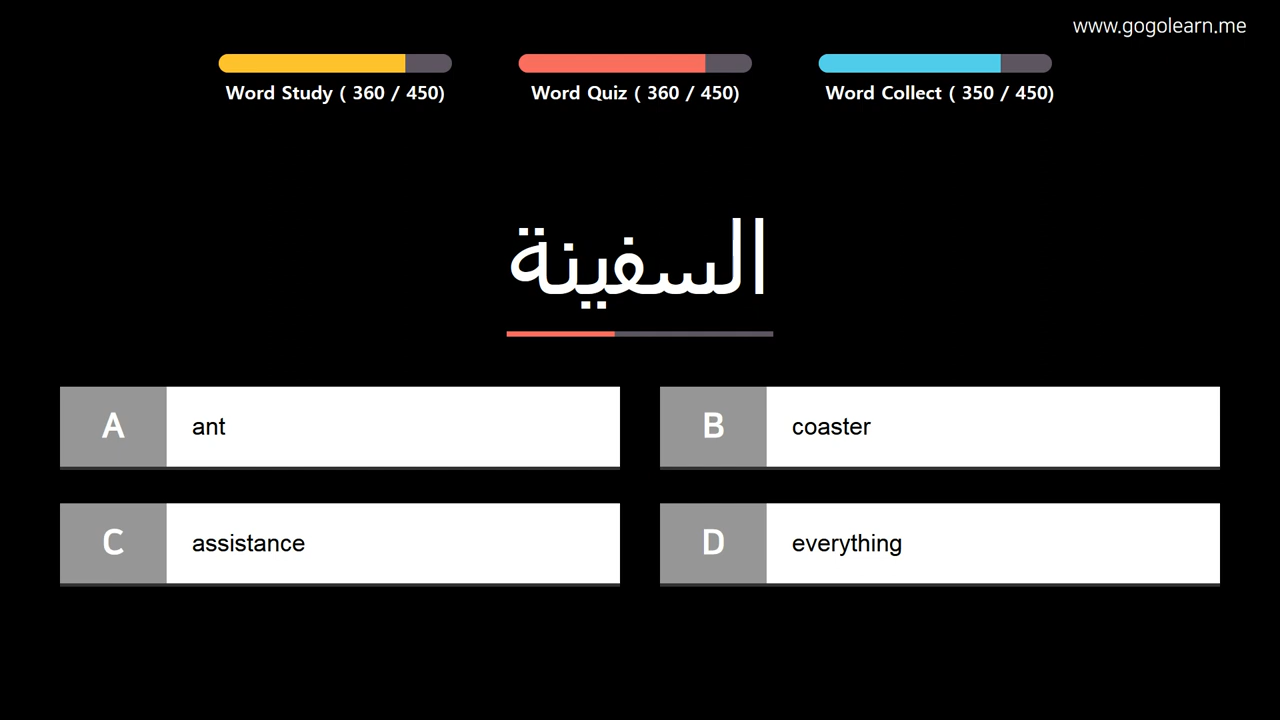 www.gogolearn.me
Word Study ( 360 / 450)
Word Quiz ( 360 / 450)
Word Collect ( 350 / 450)
السفينة
A ant
B coaster
C assistance
D everything